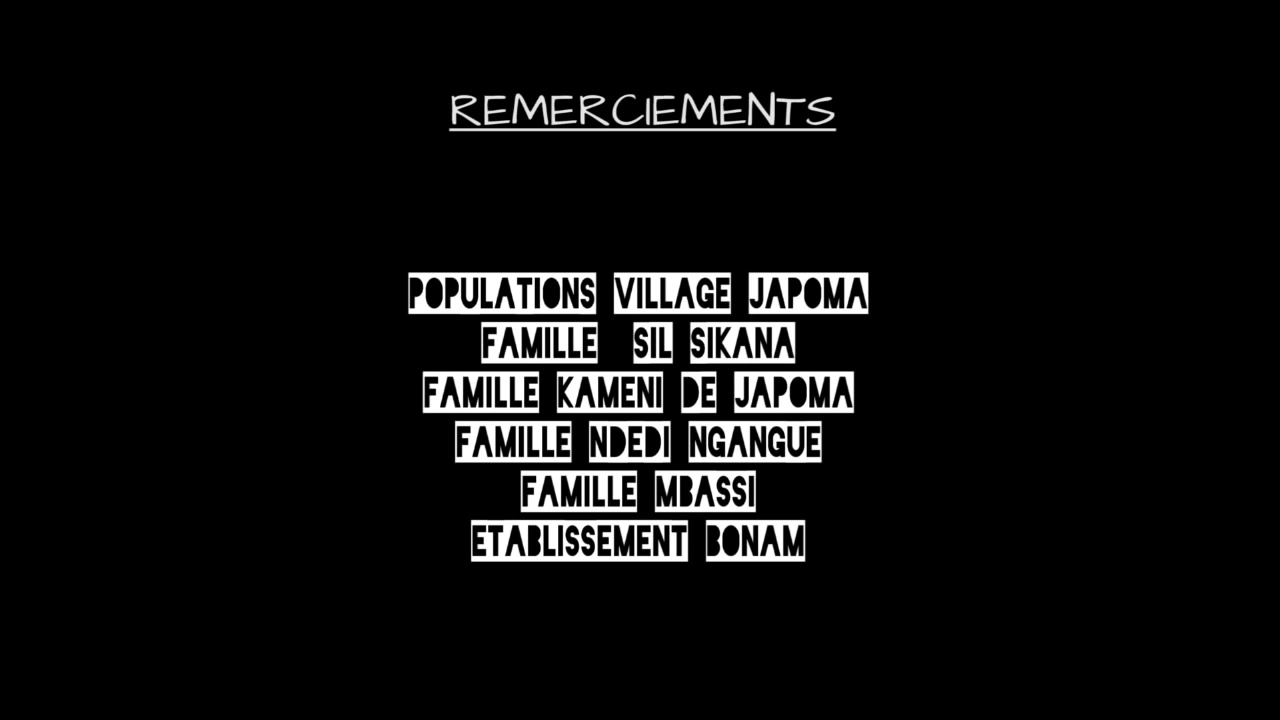 REMERCIEMENTS
POPULATIONS VILLAGE JAPOMA
FAMILLE SIL SIKANA
FAMILLE KAMENI DE JAPOMA
FAMILLE NDEDI NGANGUE
FAMILLE MBASSI
ETABLISSEMENT BONAM